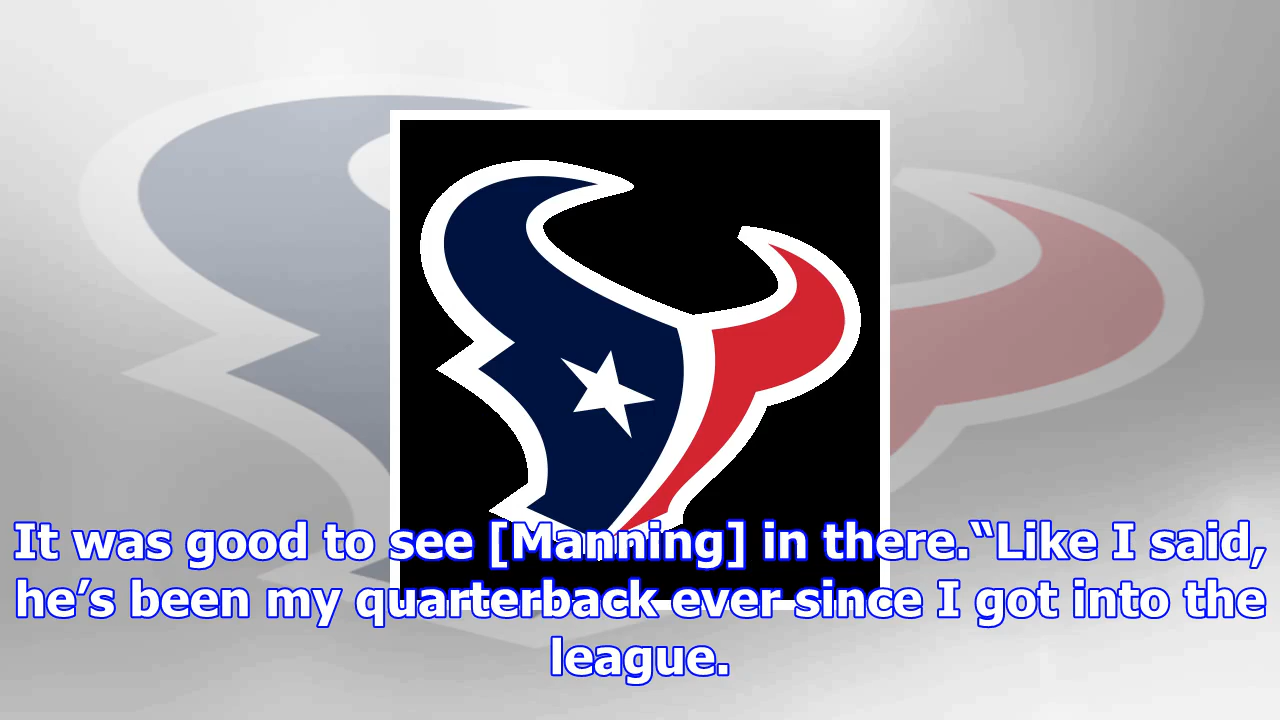 It was good to see [Manning] in there.“Like I said,
he’s been my quarterback ever since I got into the
league.